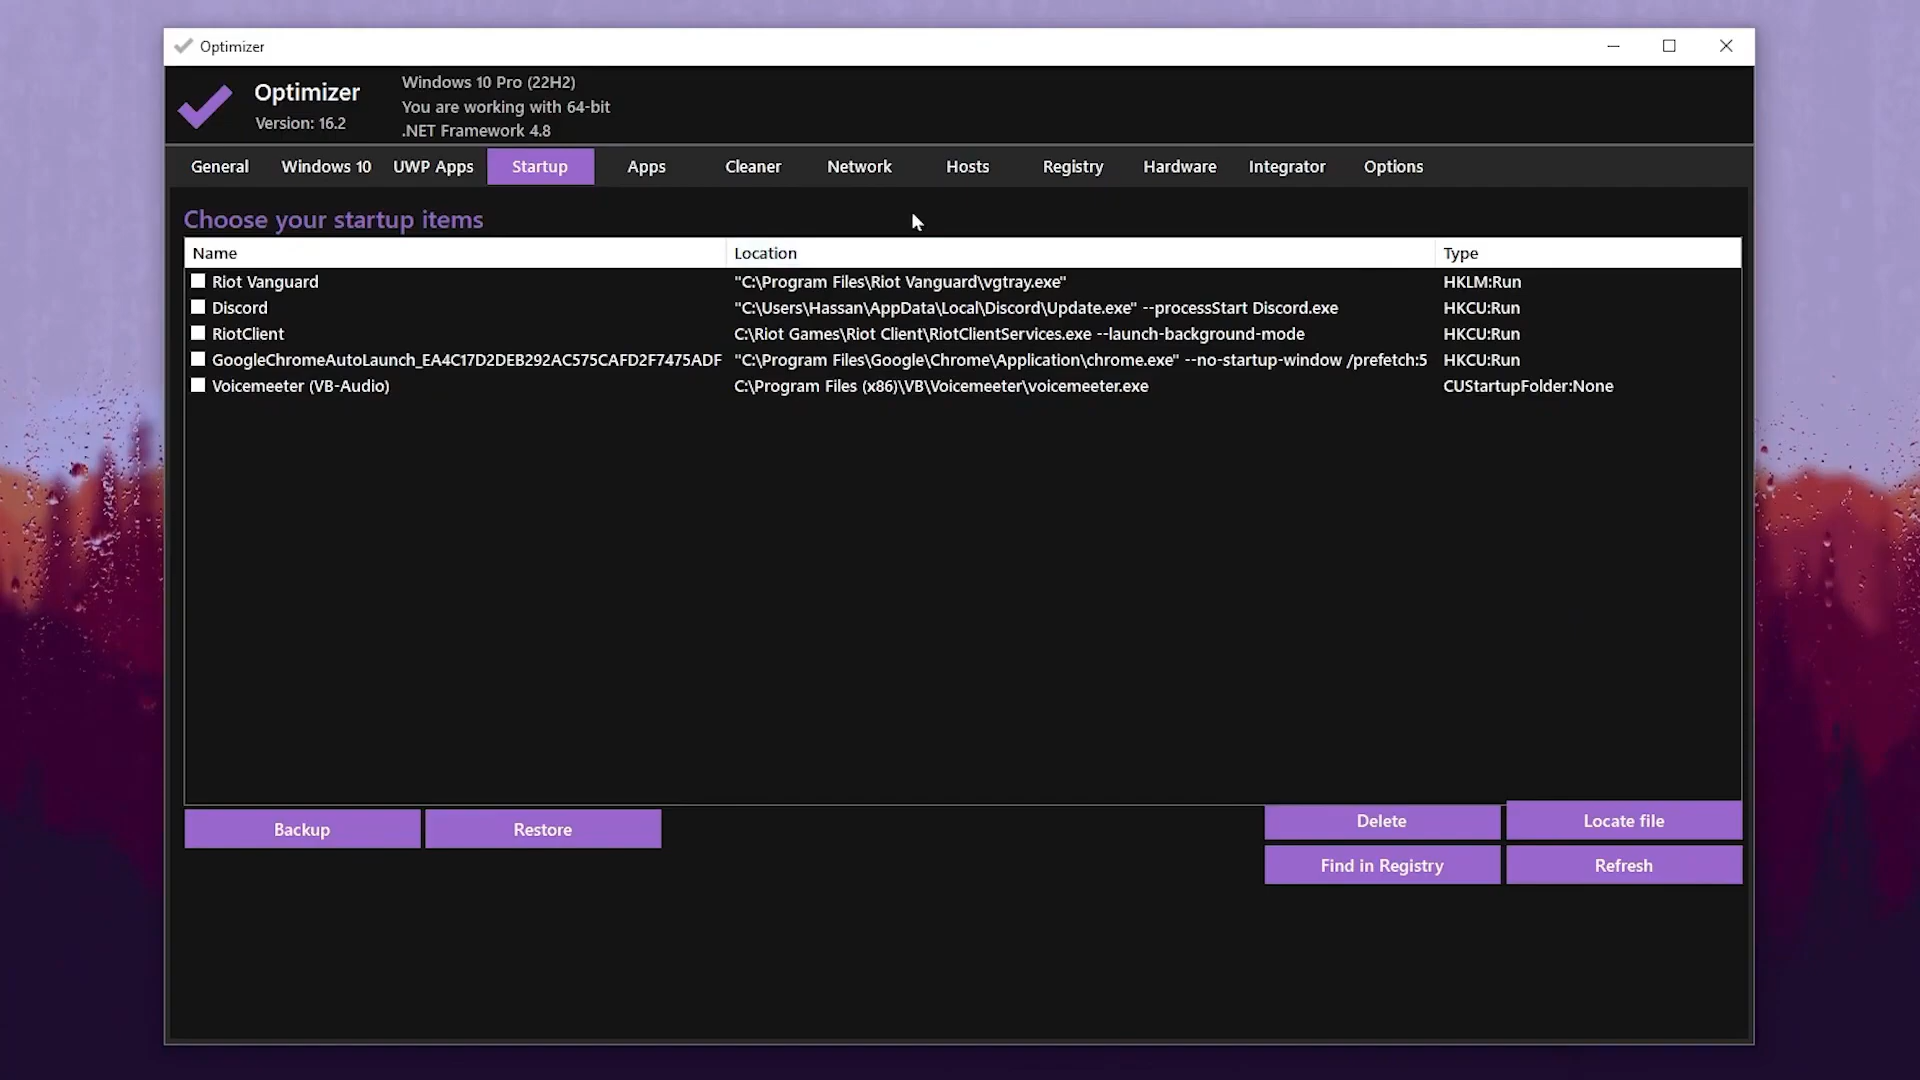 Optimizer
Optimizer
Version: 16.2
Windows 10 Pro (22H2)
You are working with 64-bit
.NET Framework 4.8
General Windows 10 UWP Apps Startup Apps Cleaner Network Hosts Registry Hardware Integrator Options
Choose your startup items
Name Location Type
Riot Vanguard "C:\Program Files\Riot Vanguard\vgtray.exe" HKLM:Run
Discord "C:\Users\Hassan\AppData\Local\Discord\Update.exe" --processStart Discord.exe HKCU:Run
RiotClient C:\Riot Games\Riot Client\RiotClientServices.exe --launch-background-mode HKCU:Run
GoogleChromeAutoLaunch_EA4C17D2DEB292AC575CAFD2F7475ADF "C:\Program Files\Google\Chrome\Application\chrome.exe" --no-startup-window /prefetch:5 HKCU:Run
Voicemeeter (VB-Audio) C:\Program Files (x86)\VB\Voicemeeter\voicemeeter.exe CUStartupFolder:None
Backup Restore Delete Locate file
Find in Registry Refresh